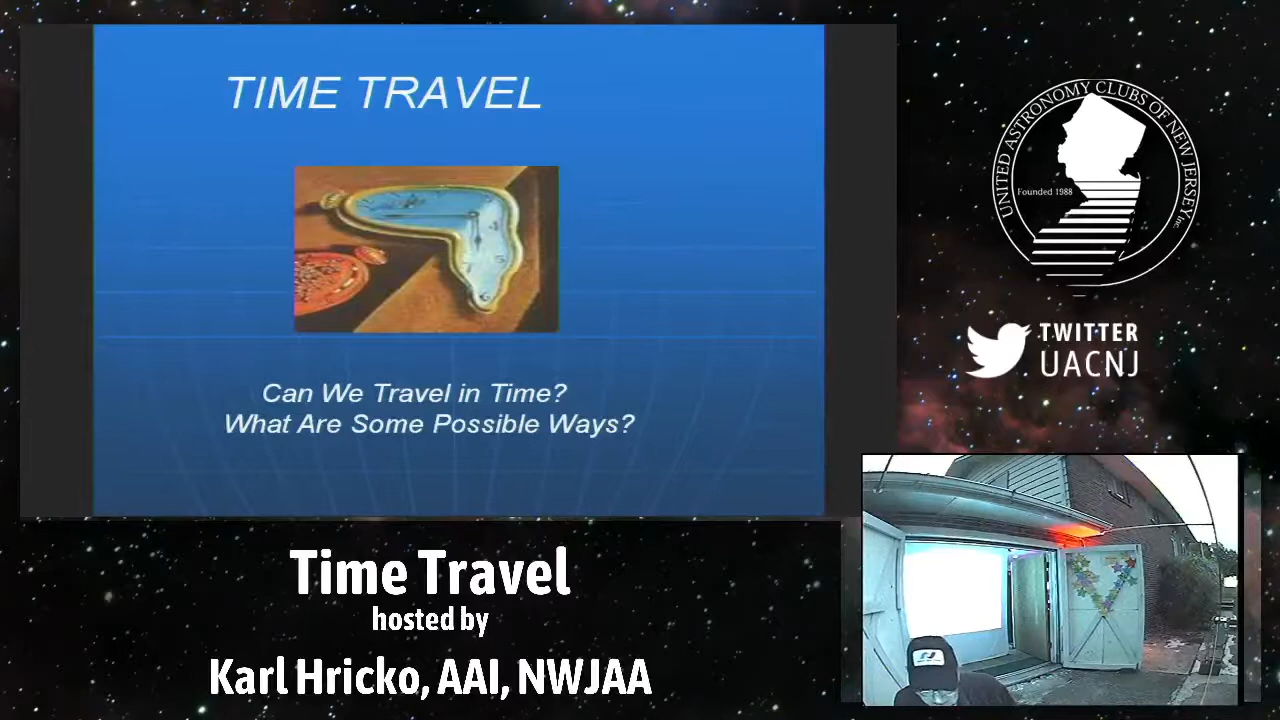 TIME TRAVEL
Can We Travel in Time?
What Are Some Possible Ways?
Time Travel
hosted by
Karl Hricko, AAI, NWJAA
UNITED ASTRONOMY CLUBS OF NEW JERSEY, Inc.
Founded 1988
TWITTER
UACNJ